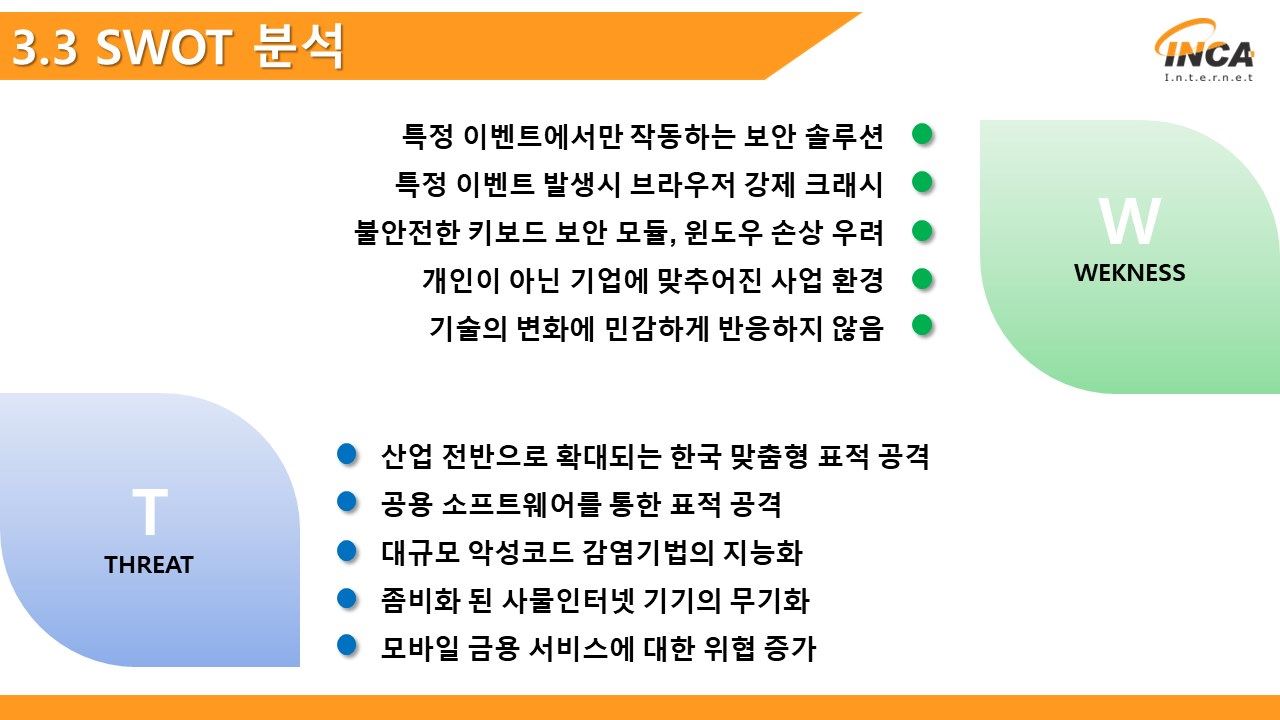 3.3 SWOT 분석
INCA
I.n.t.e.r.n.e.t
특정 이벤트에서만 작동하는 보안 솔루션
특정 이벤트 발생시 브라우저 강제 크래시
불안전한 키보드 보안 모듈, 윈도우 손상 우려
개인이 아닌 기업에 맞추어진 사업 환경
기술의 변화에 민감하게 반응하지 않음
W
WEKNESS
T
THREAT
산업 전반으로 확대되는 한국 맞춤형 표적 공격
공용 소프트웨어를 통한 표적 공격
대규모 악성코드 감염기법의 지능화
좀비화 된 사물인터넷 기기의 무기화
모바일 금용 서비스에 대한 위협 증가